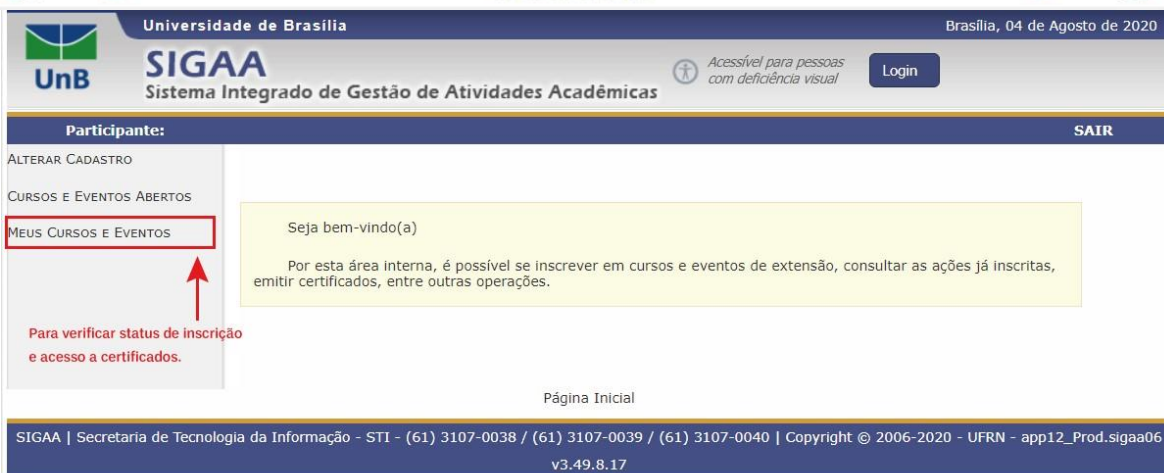 Universidade de Brasília
Brasília, 04 de Agosto de 2020
UnB
SIGAA
Sistema Integrado de Gestão de Atividades Acadêmicas
Acessível para pessoas
com deficiência visual
Login
Participante:
SAIR
ALTERAR CADASTRO
CURSOS E EVENTOS ABERTOS
MEUS CURSOS E EVENTOS
Seja bem-vindo(a)
Por esta área interna, é possível se inscrever em cursos e eventos de extensão, consultar as ações já inscritas,
emitir certificados, entre outras operações.
Para verificar status de inscrição
e acesso a certificados.
Página Inicial
SIGAA | Secretaria de Tecnologia da Informação - STI - (61) 3107-0038 / (61) 3107-0039 / (61) 3107-0040 | Copyright © 2006-2020 - UFRN - app12_Prod.sigaa06
v3.49.8.17